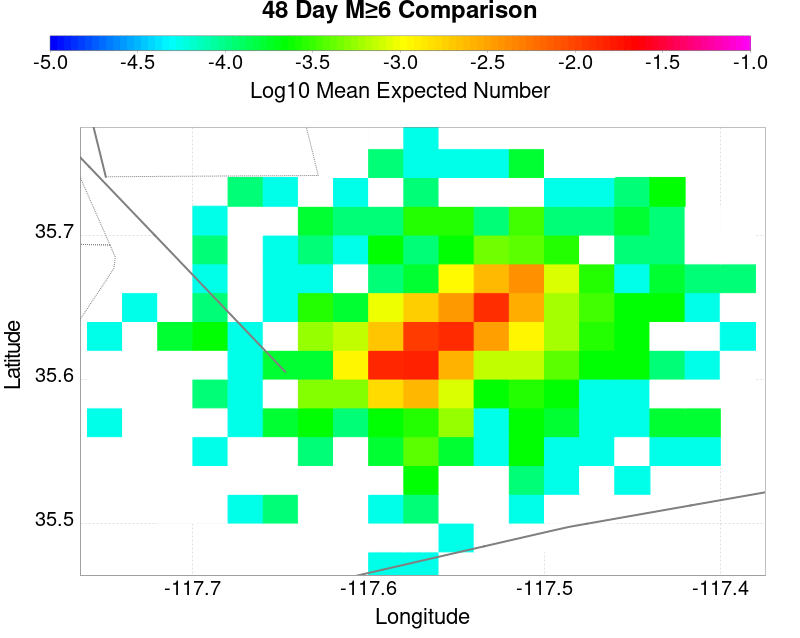 48 Day M≥6 Comparison
-5.0 -4.5 -4.0 -3.5 -3.0 -2.5 -2.0 -1.5 -1.0
Log10 Mean Expected Number
35.7
35.6
35.5
Latitude
-117.7 -117.6 -117.5 -117.4
Longitude